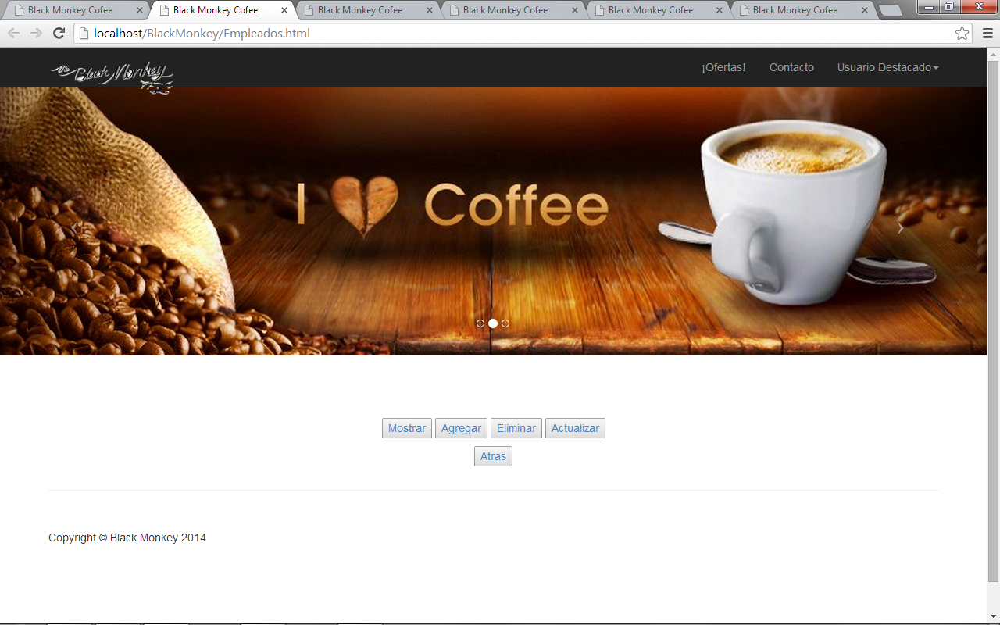 Black Monkey Cofee
Black Monkey Cofee
Black Monkey Cofee
Black Monkey Cofee
Black Monkey Cofee
Black Monkey Cofee
localhost/BlackMonkey/Empleados.html
the Black Monkey
¡Ofertas!
Contacto
Usuario Destacado
I Coffee
Mostrar
Agregar
Eliminar
Actualizar
Atras
Copyright © Black Monkey 2014